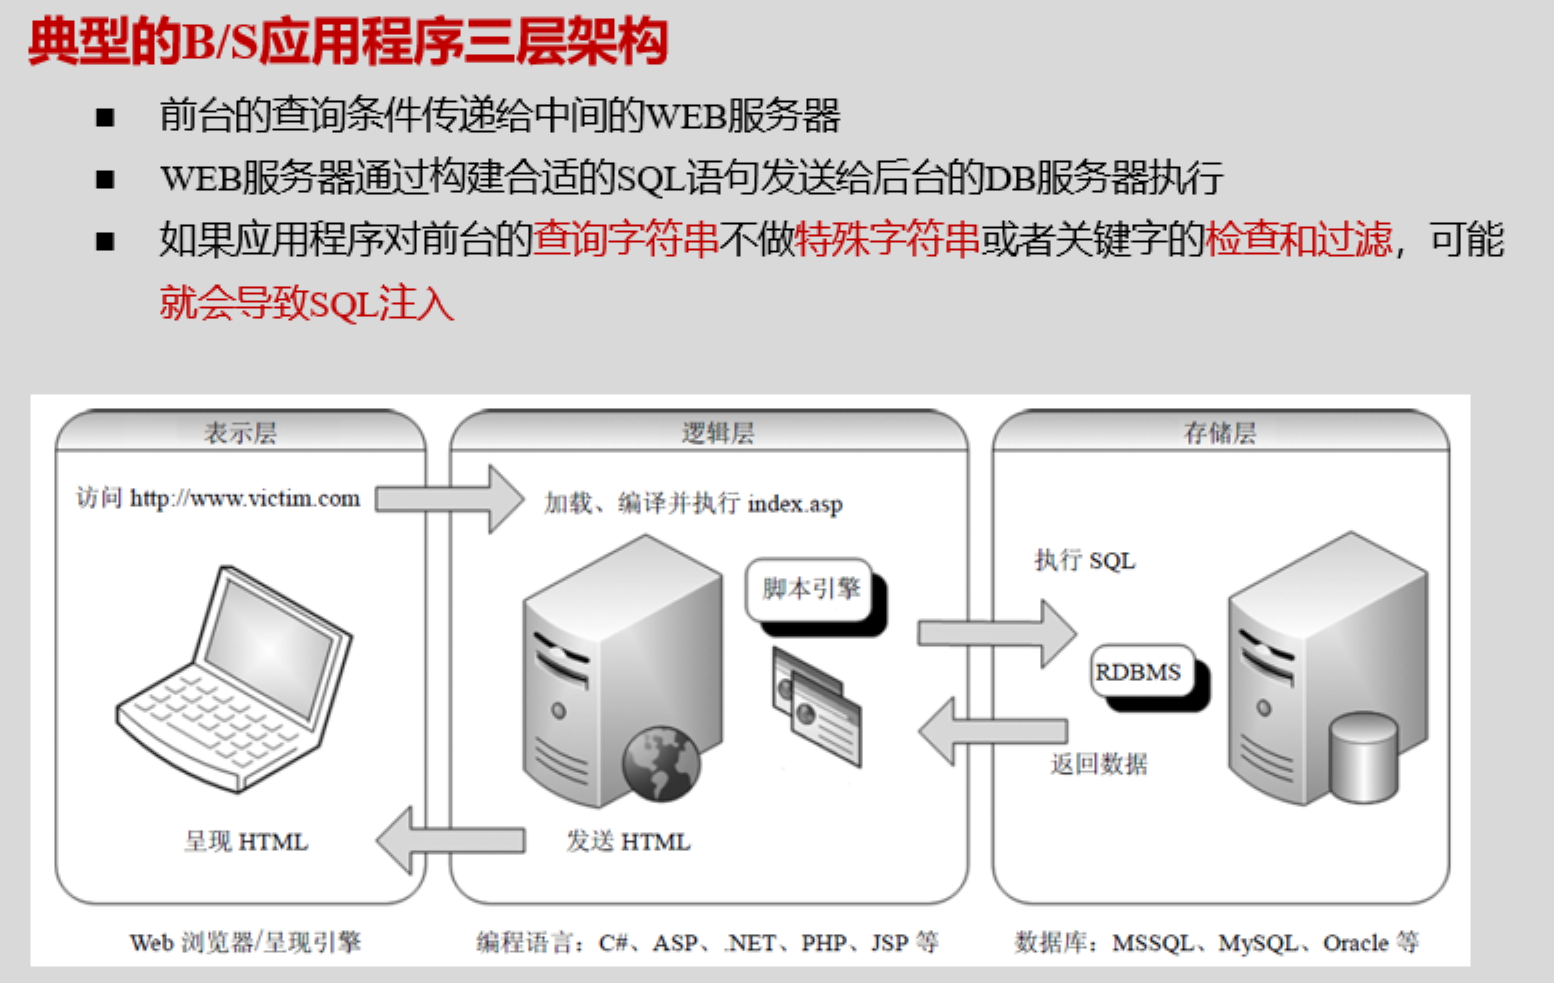 典型的B/S应用程序三层架构
■ 前台的查询条件传递给中间的WEB服务器
■ WEB服务器通过构建合适的SQL语句发送给后台的DB服务器执行
■ 如果应用程序对前台的查询字符串不做特殊字符串或者关键字的检查和过滤，可能
就会导致SQL注入
表示层
访问 http://www.victim.com
呈现 HTML
Web 浏览器/呈现引擎
逻辑层
加载、编译并执行 index.asp
脚本引擎
发送 HTML
编程语言：C#、ASP、.NET、PHP、JSP 等
存储层
执行 SQL
RDBMS
返回数据
数据库：MSSQL、MySQL、Oracle 等